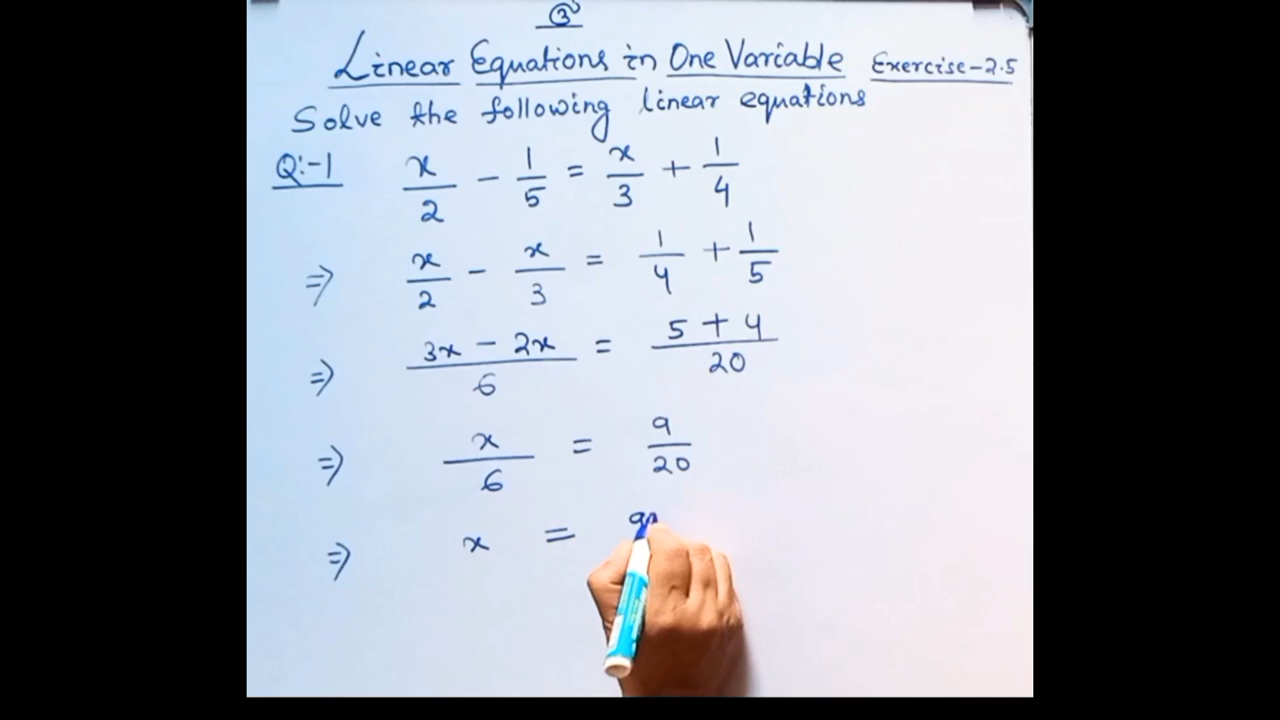 3
Linear Equations in One Variable Exercise-2.5
Solve the following linear equations
Q:-1 x/2 - 1/5 = x/3 + 1/4
⇒ x/2 - x/3 = 1/4 + 1/5
⇒ (3x - 2x)/6 = (5 + 4)/20
⇒ x/6 = 9/20
⇒ x = 9